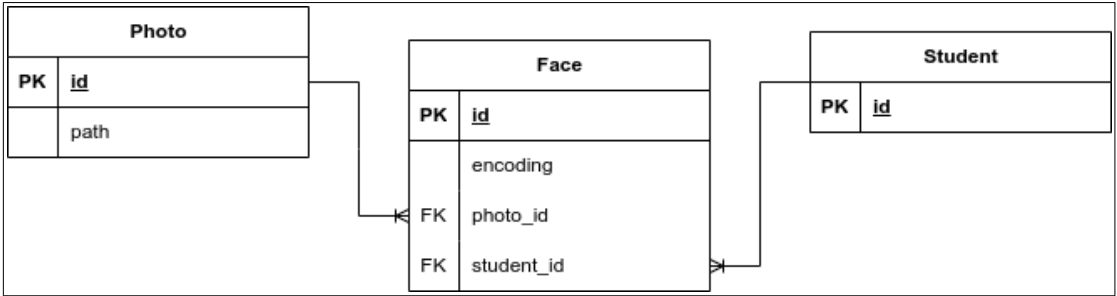 Photo
PK id
path
Face
PK id
encoding
FK photo_id
FK student_id
Student
PK id